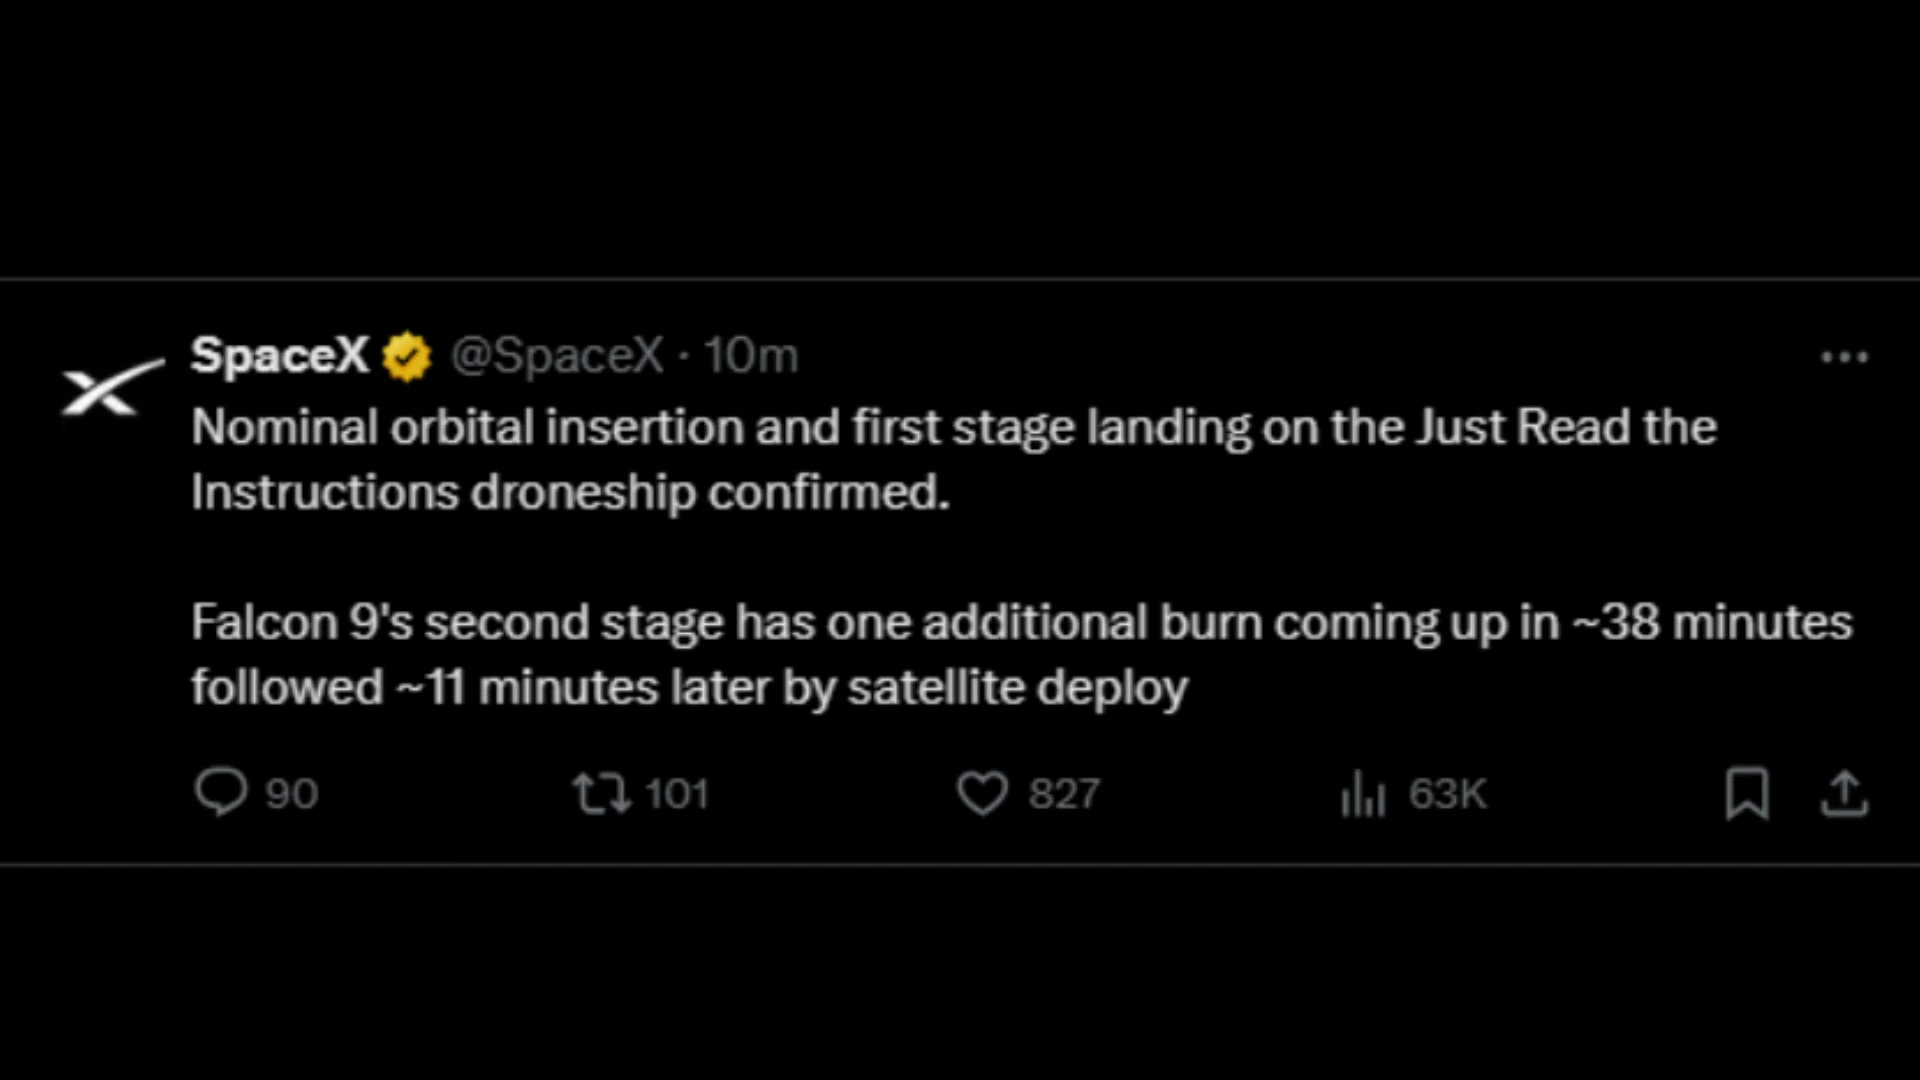 SpaceX @SpaceX · 10m
Nominal orbital insertion and first stage landing on the Just Read the
Instructions droneship confirmed.
Falcon 9's second stage has one additional burn coming up in ~38 minutes
followed ~11 minutes later by satellite deploy
90 101 827 63K